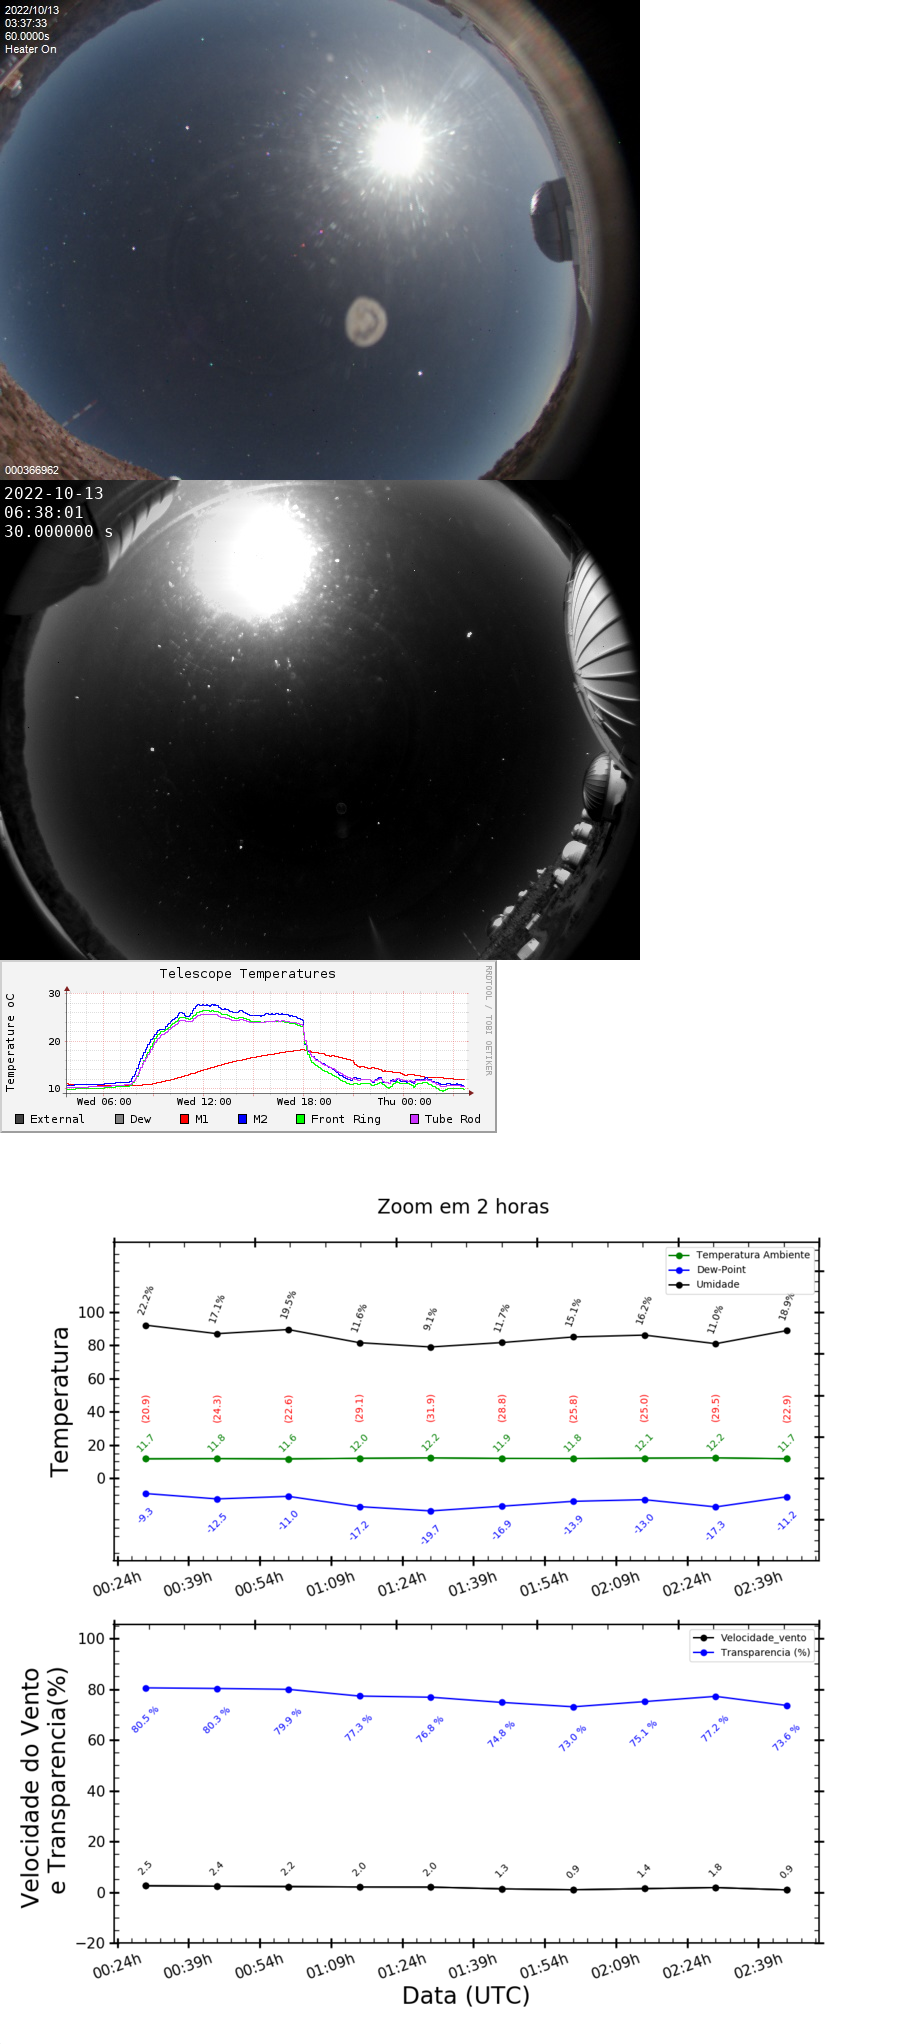 2022/10/13
03:37:33
60.0000s
Heater On
000366962
2022-10-13
06:38:01
30.000000 s
Telescope Temperatures
RRDTOOL / TOBI OETIKER
Temperature oC
30
20
10
Wed 06:00 Wed 12:00 Wed 18:00 Thu 00:00
External Dew M1 M2 Front Ring Tube Rod
Zoom em 2 horas
Temperatura Ambiente
Dew-Point
Umidade
Temperatura
100
80
60
40
20
0
22.2% 17.1% 19.5% 11.6% 9.1% 11.7% 15.1% 16.2% 11.0% 18.9%
(20.9) (24.3) (22.6) (29.1) (31.9) (28.8) (25.8) (25.0) (29.5) (22.9)
11.7 11.8 11.6 12.0 12.2 11.9 11.8 12.1 12.2 11.7
-9.3 -12.5 -11.0 -17.2 -19.7 -16.9 -13.9 -13.0 -17.3 -11.2
00:24h 00:39h 00:54h 01:09h 01:24h 01:39h 01:54h 02:09h 02:24h 02:39h
Velocidade_vento
Transparencia (%)
Velocidade do Vento
e Transparencia(%)
100
80
60
40
20
0
−20
80.5 % 80.3 % 79.9 % 77.3 % 76.8 % 74.8 % 73.0 % 75.1 % 77.2 % 73.6 %
2.5 2.4 2.2 2.0 2.0 1.3 0.9 1.4 1.8 0.9
00:24h 00:39h 00:54h 01:09h 01:24h 01:39h 01:54h 02:09h 02:24h 02:39h
Data (UTC)